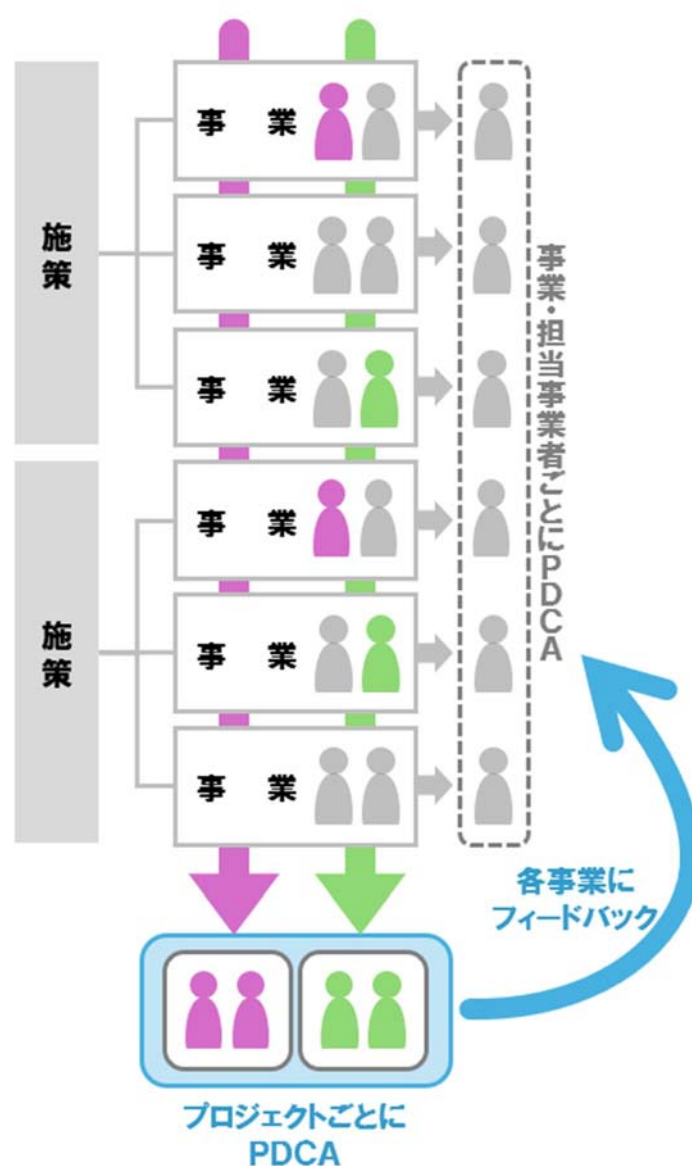 施策
事　業
事　業
事　業
施策
事　業
事　業
事　業
事業・担当事業者ごとにPDCA
各事業に
フィードバック
プロジェクトごとに
PDCA